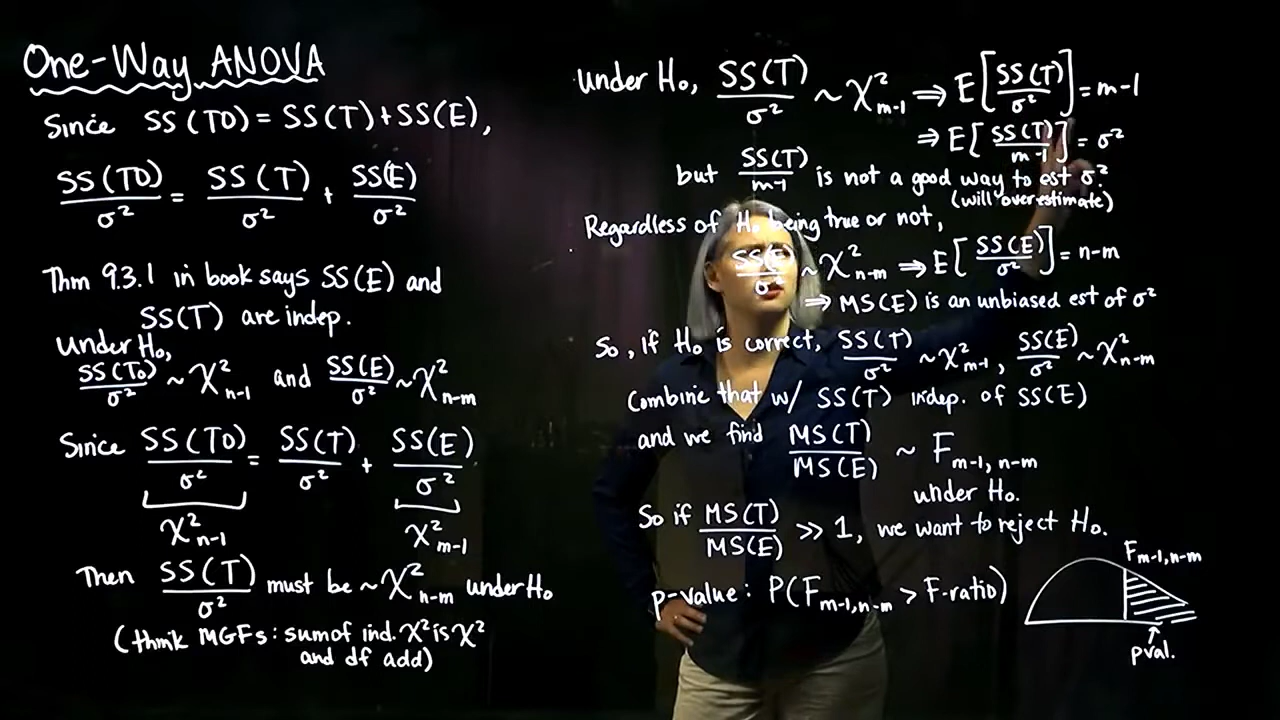 One-Way ANOVA
Since SS(TO) = SS(T) + SS(E),
SS(TO)/σ² = SS(T)/σ² + SS(E)/σ²
Thm 9.3.1 in book says SS(E) and
SS(T) are indep.
Under H₀,
SS(TO)/σ² ~ χ²ₙ₋₁ and SS(E)/σ² ~ χ²ₙ₋ₘ
Since SS(TO)/σ² = SS(T)/σ² + SS(E)/σ²
χ²ₙ₋₁ χ²ₘ₋₁
Then SS(T)/σ² must be ~ χ²ₙ₋ₘ under H₀
(think MGFs: sum of ind. χ² is χ²
and df add)
under H₀, SS(T)/σ² ~ χ²ₘ₋₁ ⇒ E[SS(T)/σ²] = m-1
⇒ E[SS(T)/m-1] = σ²
but SS(T)/m-1 is not a good way to est σ².
(will overestimate)
Regardless of H₀ being true or not,
SS(E)/σ² ~ χ²ₙ₋ₘ ⇒ E[SS(E)/σ²] = n-m
⇒ MS(E) is an unbiased est of σ²
So, if H₀ is correct, SS(T)/σ² ~ χ²ₘ₋₁, SS(E)/σ² ~ χ²ₙ₋ₘ
Combine that w/ SS(T) indep. of SS(E)
and we find MS(T)/MS(E) ~ Fₘ₋₁,ₙ₋ₘ
under H₀.
So if MS(T)/MS(E) >> 1, we want to reject H₀.
p-value: P(Fₘ₋₁,ₙ₋ₘ > F-ratio)
Fₘ₋₁,ₙ₋ₘ
pval.